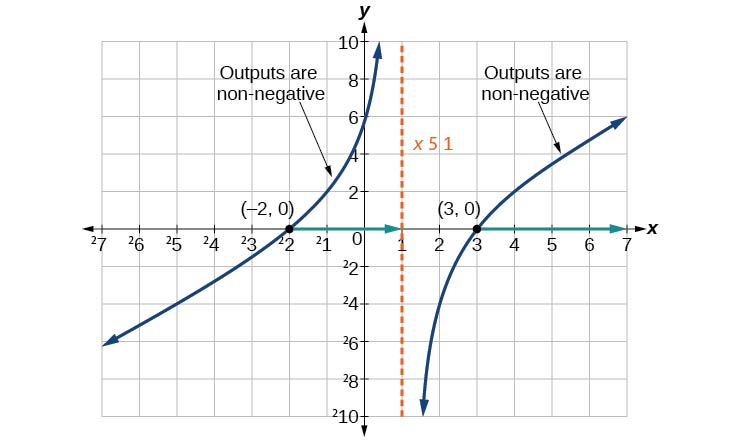 y
10
Outputs are
non-negative
Outputs are
non-negative
8
6
4
x 5 1
2
(–2, 0)
(3, 0)
x
²7 ²6 ²5 ²4 ²3 ²2 ²1 0 1 2 3 4 5 6 7
²2
²4
²6
²8
²10